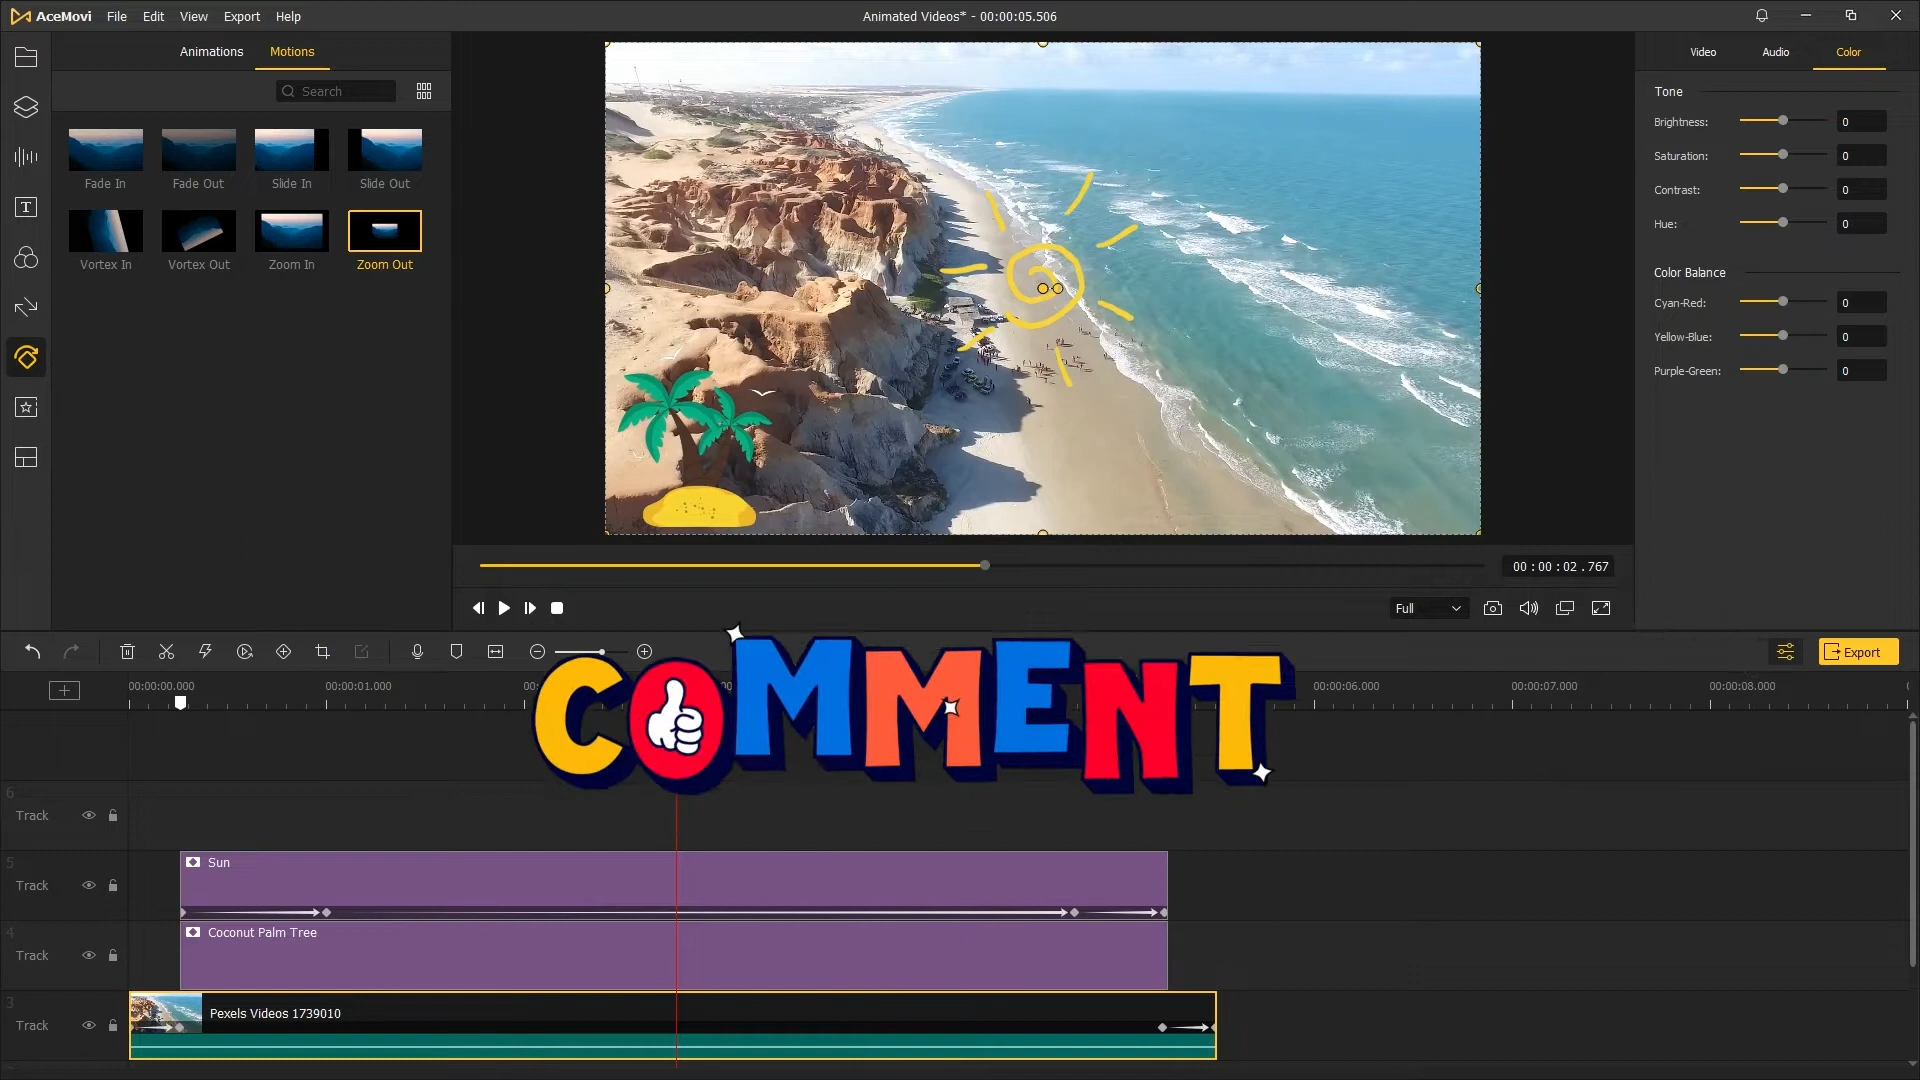 AceMovi File Edit View Export Help
Animated Videos* - 00:00:05.506
Animations Motions
Search
Fade In Fade Out Slide In Slide Out
Vortex In Vortex Out Zoom In Zoom Out
Video Audio Color
Tone
Brightness: 0
Saturation: 0
Contrast: 0
Hue: 0
Color Balance
Cyan-Red: 0
Yellow-Blue: 0
Purple-Green: 0
00:00:02.767
Full
Export
00:00:00.000 00:00:01.000 00:00:06.000 00:00:07.000 00:00:08.000
COMMENT
6
Track
5
Track
Sun
4
Track
Coconut Palm Tree
3
Track
Pexels Videos 1739010